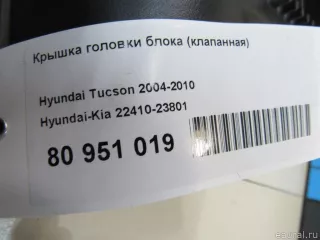 Крышка головки блока (клапанная)
Hyundai Tucson 2004-2010
Hyundai-Kia 22410-23801
80 951 019